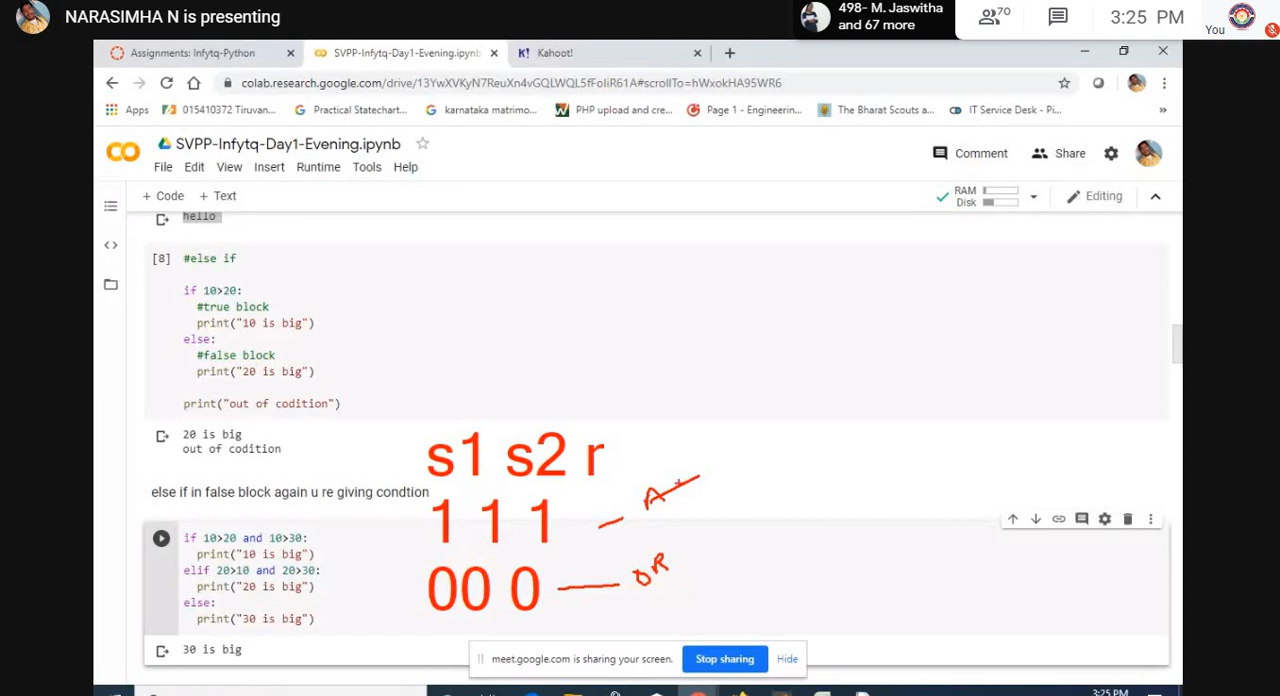 NARASIMHA N is presenting
498- M. Jaswitha
and 67 more
70
3:25 PM
You
Assignments: Infytq-Python
SVPP-Infytq-Day1-Evening.ipynb
K! Kahoot!
colab.research.google.com/drive/13YwXVKyN7ReuXn4vGQLWQL5fFoIiR61A#scrollTo=hWxokHA95WR6
Apps 015410372 Tiruvan... Practical Statechart... karnataka matrimo... PHP upload and cre... Page 1 - Engineerin... The Bharat Scouts a... IT Service Desk - Pi... »
SVPP-Infytq-Day1-Evening.ipynb
File Edit View Insert Runtime Tools Help
Comment Share
+ Code + Text
RAM
Disk
Editing
hello
[8] #else if
if 10>20:
#true block
print("10 is big")
else:
#false block
print("20 is big")
print("out of codition")
20 is big
out of codition
s1 s2 r
else if in false block again u re giving condtion
1 1 1
00 0 OR
if 10>20 and 10>30:
print("10 is big")
elif 20>10 and 20>30:
print("20 is big")
else:
print("30 is big")
30 is big
meet.google.com is sharing your screen. Stop sharing Hide
3:25 PM